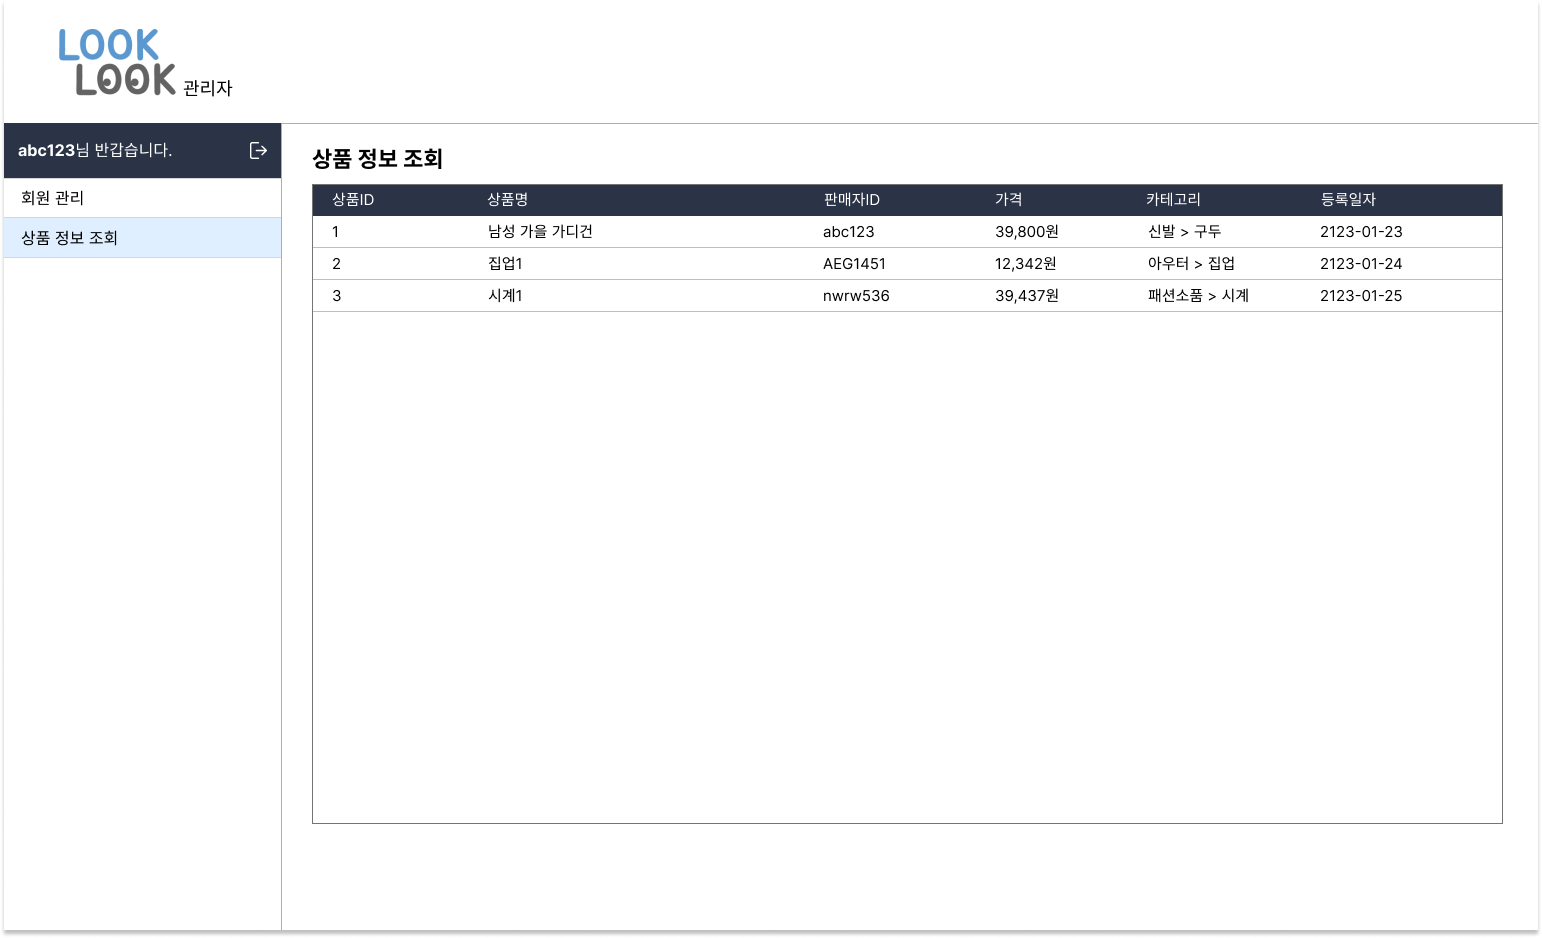 LOOK
LOOK 관리자
abc123님 반갑습니다.
회원 관리
상품 정보 조회
상품 정보 조회
상품ID 상품명 판매자ID 가격 카테고리 등록일자
1 남성 가을 가디건 abc123 39,800원 신발 > 구두 2123-01-23
2 집업1 AEG1451 12,342원 아우터 > 집업 2123-01-24
3 시계1 nwrw536 39,437원 패션소품 > 시계 2123-01-25